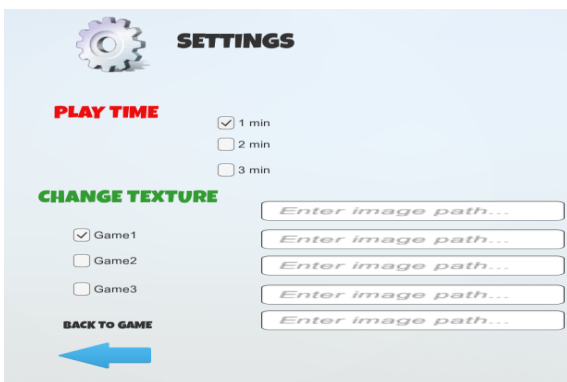 SETTINGS
PLAY TIME
1 min
2 min
3 min
CHANGE TEXTURE
Enter image path...
Game1
Enter image path...
Game2
Enter image path...
Game3
Enter image path...
BACK TO GAME
Enter image path...